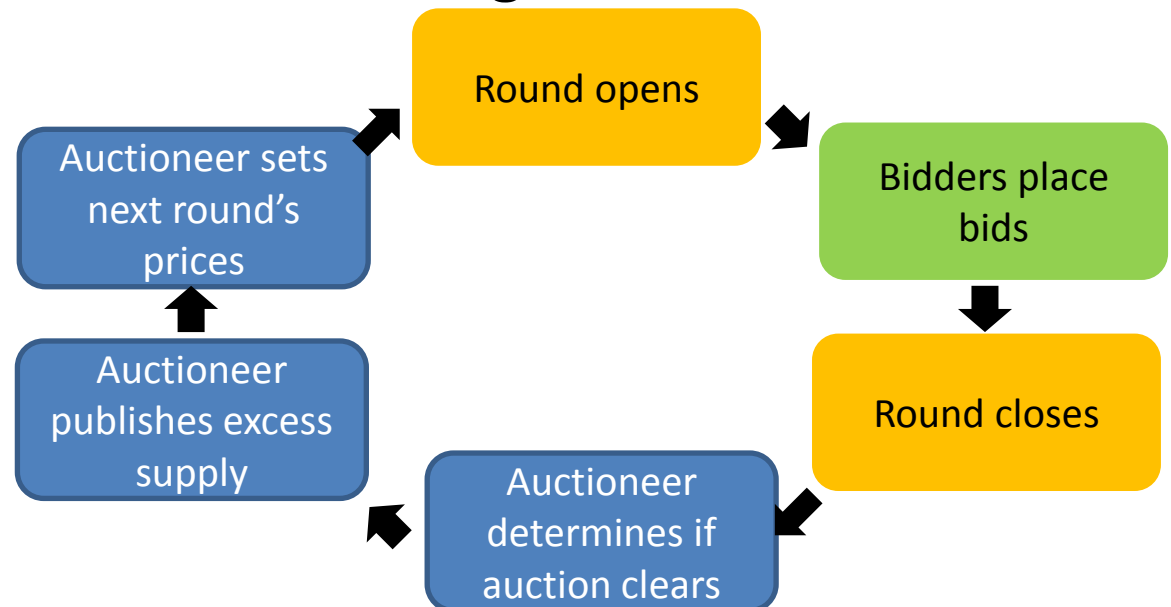 Round opens
Bidders place
bids
Round closes
Auctioneer
determines if
auction clears
Auctioneer
publishes excess
supply
Auctioneer sets
next round’s
prices